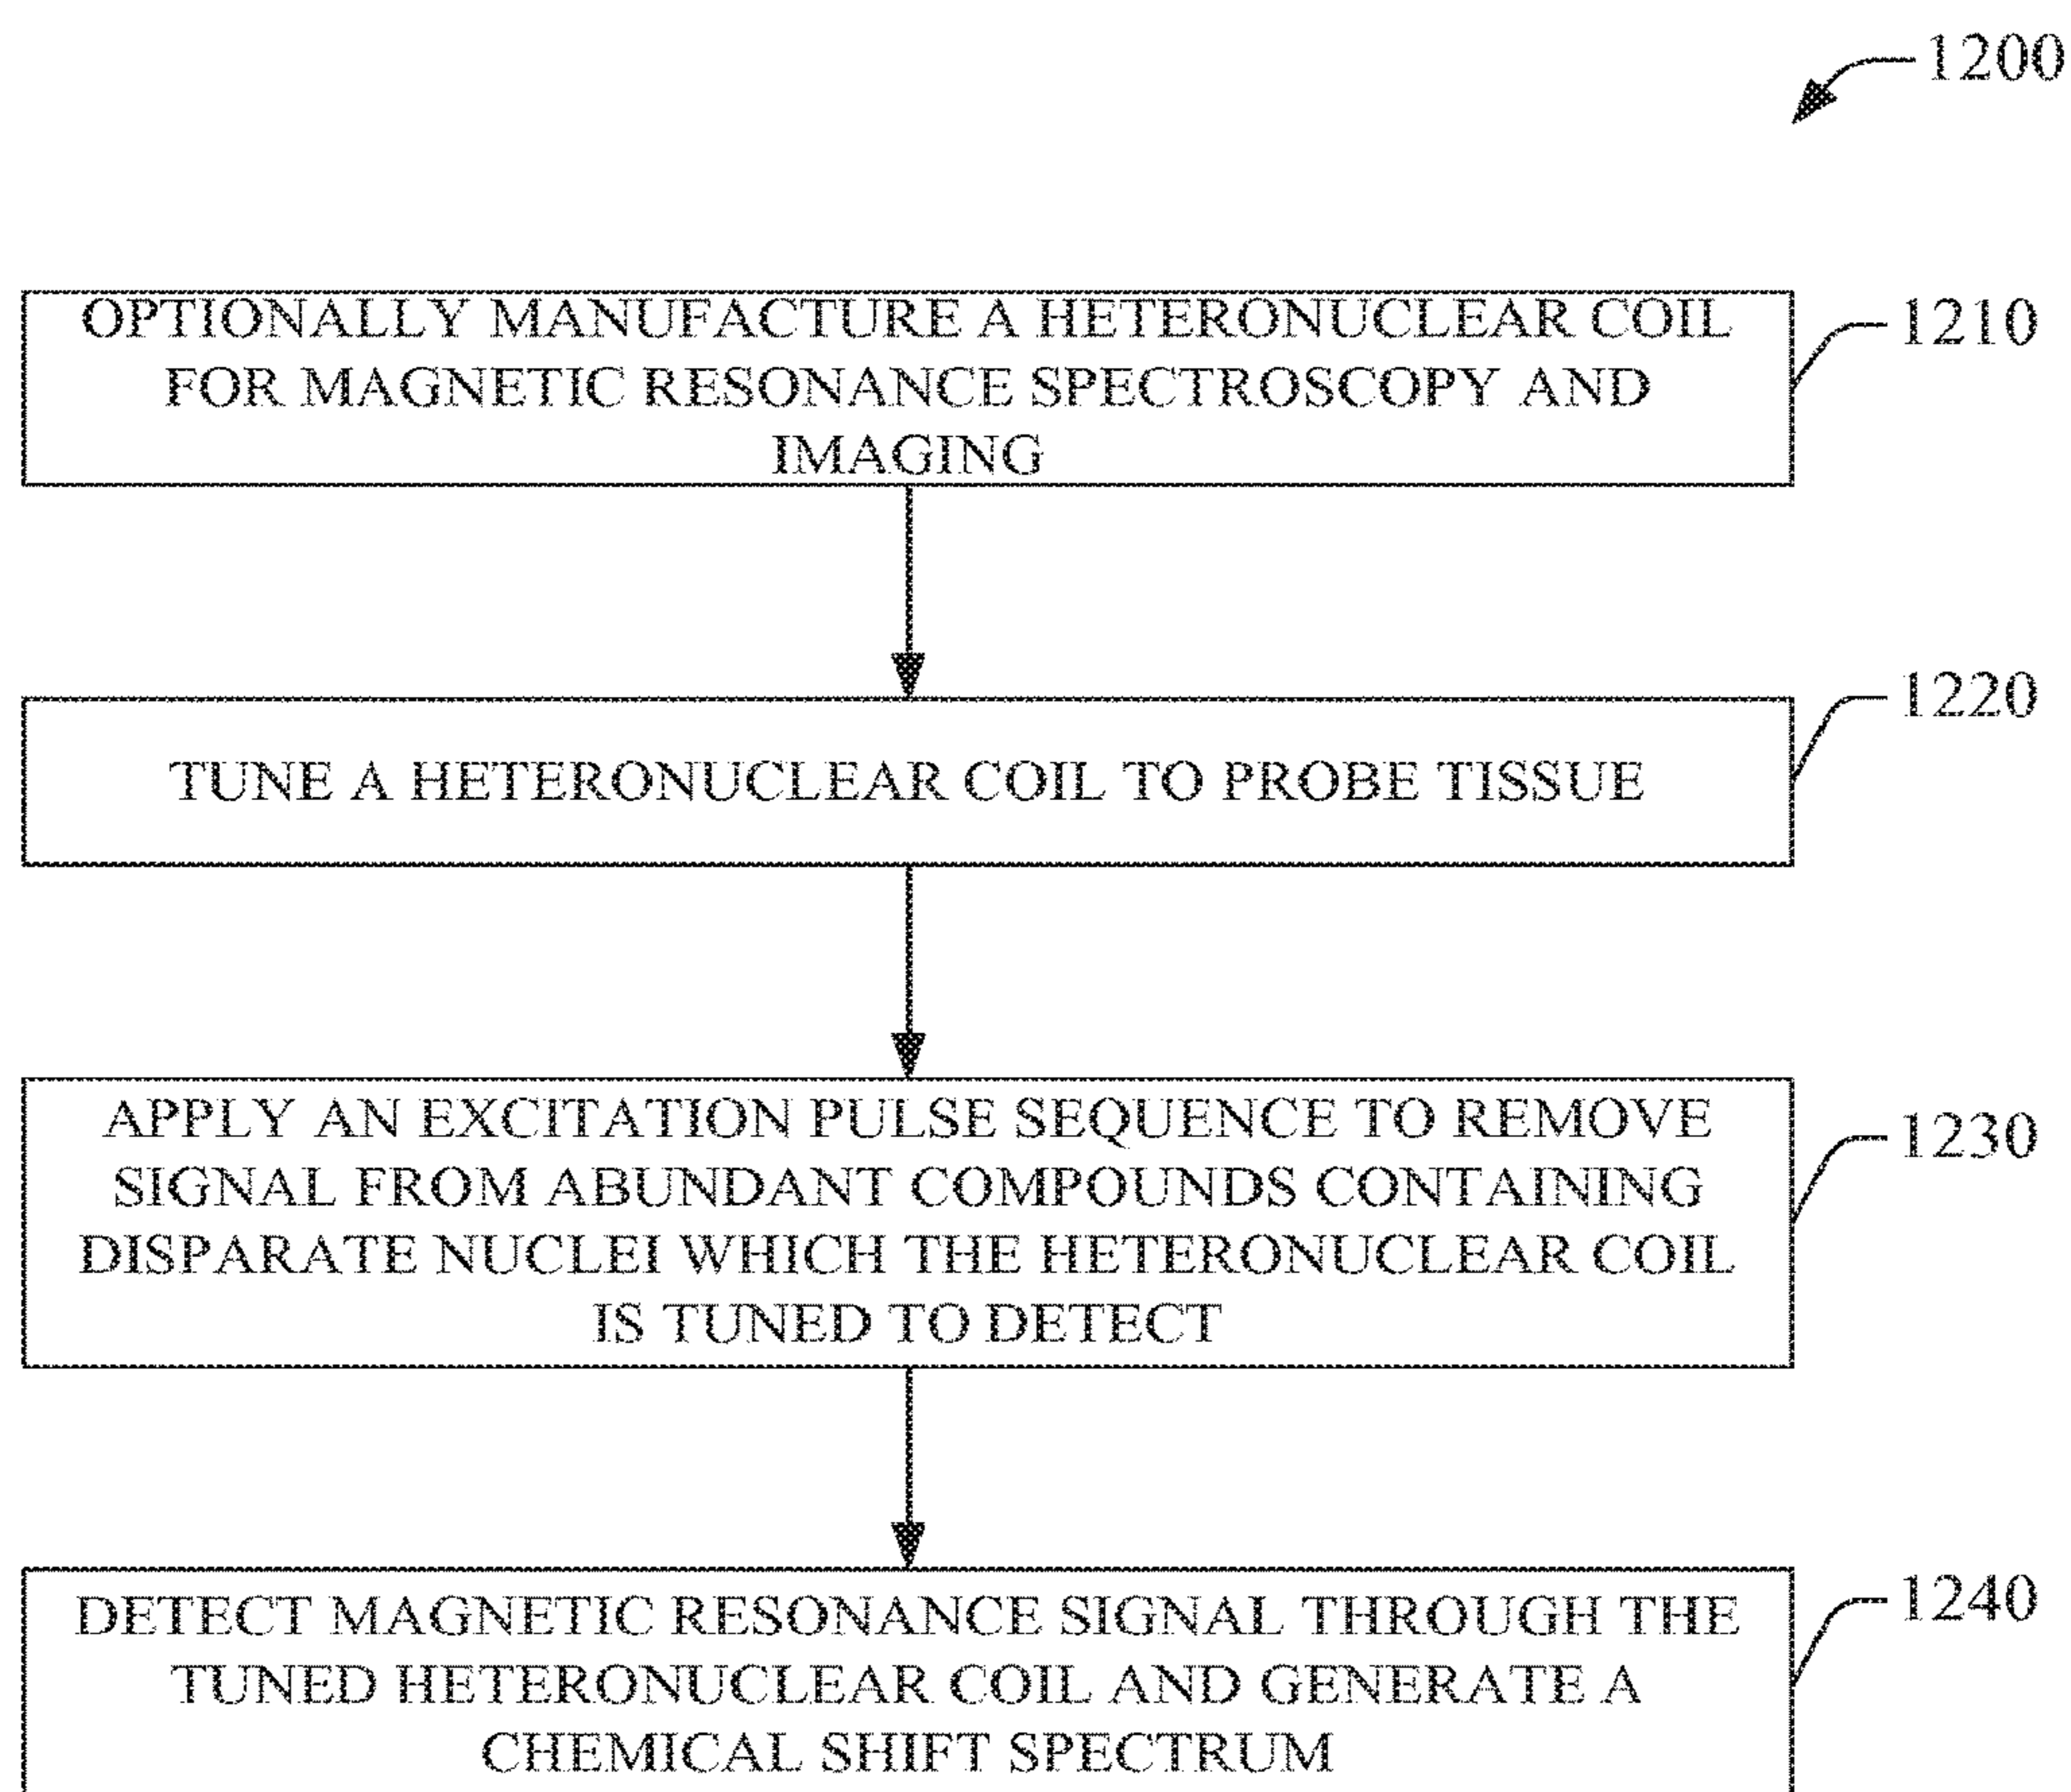 1200
OPTIONALLY MANUFACTURE A HETERONUCLEAR COIL
FOR MAGNETIC RESONANCE SPECTROSCOPY AND
IMAGING
1210
TUNE A HETERONUCLEAR COIL TO PROBE TISSUE
1220
APPLY AN EXCITATION PULSE SEQUENCE TO REMOVE
SIGNAL FROM ABUNDANT COMPOUNDS CONTAINING
DISPARATE NUCLEI WHICH THE HETERONUCLEAR COIL
IS TUNED TO DETECT
1230
DETECT MAGNETIC RESONANCE SIGNAL THROUGH THE
TUNED HETERONUCLEAR COIL AND GENERATE A
CHEMICAL SHIFT SPECTRUM
1240